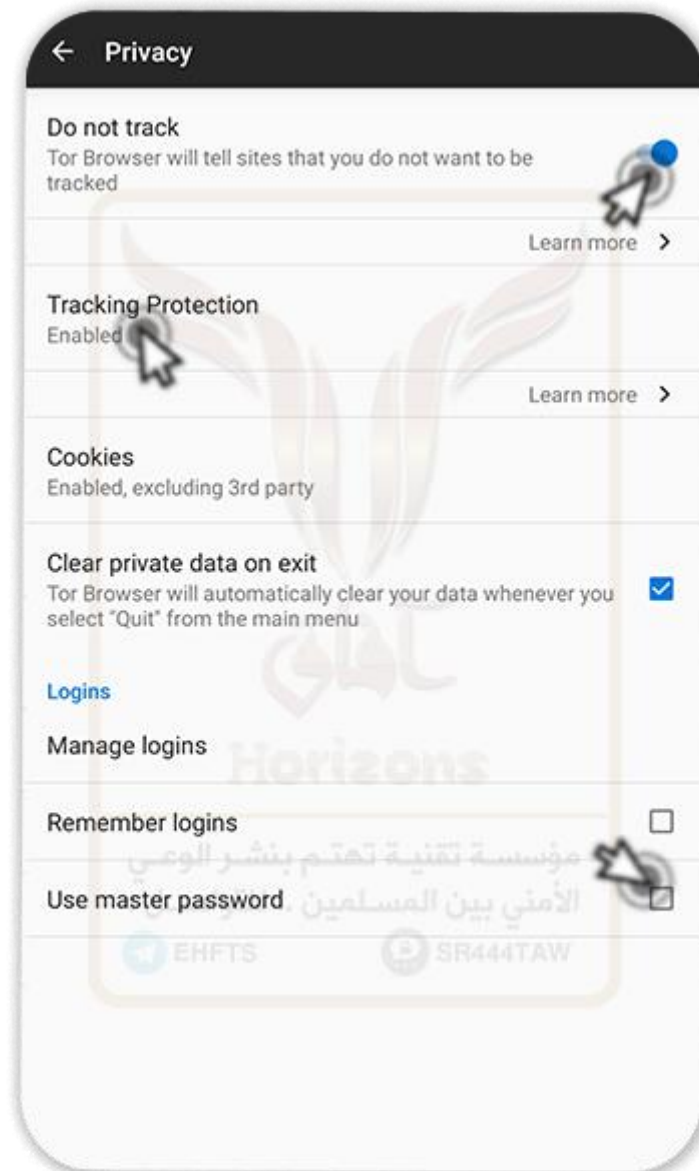 Privacy
Do not track
Tor Browser will tell sites that you do not want to be
tracked
Learn more
Tracking Protection
Enabled
Learn more
Cookies
Enabled, excluding 3rd party
Clear private data on exit
Tor Browser will automatically clear your data whenever you
select "Quit" from the main menu
Logins
Manage logins
آفاق
Horizons
Remember logins
مؤسسة تقنية تهتم بنشر الوعي
Use master password
الأمني بين المسلمين
EHFTS
SR444TAW